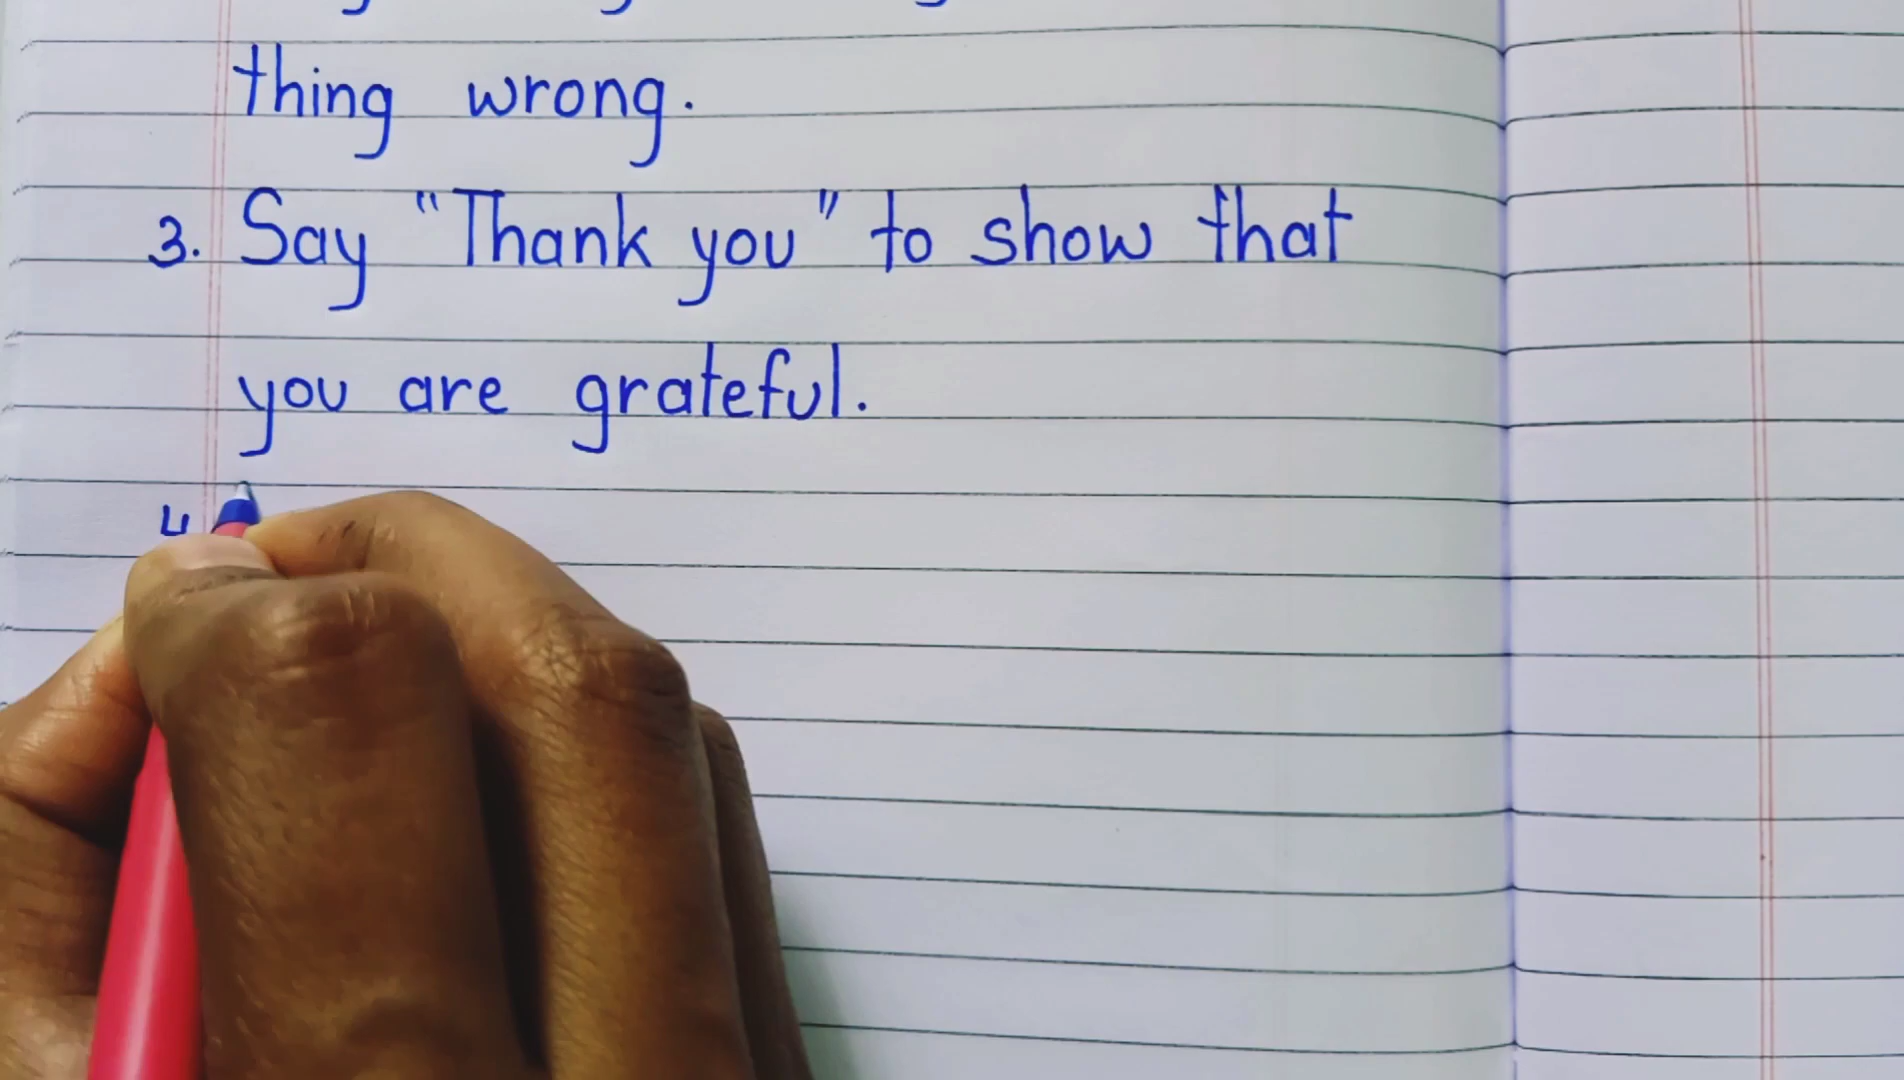 thing wrong.
3. Say "Thank you" to show that
you are grateful.
4